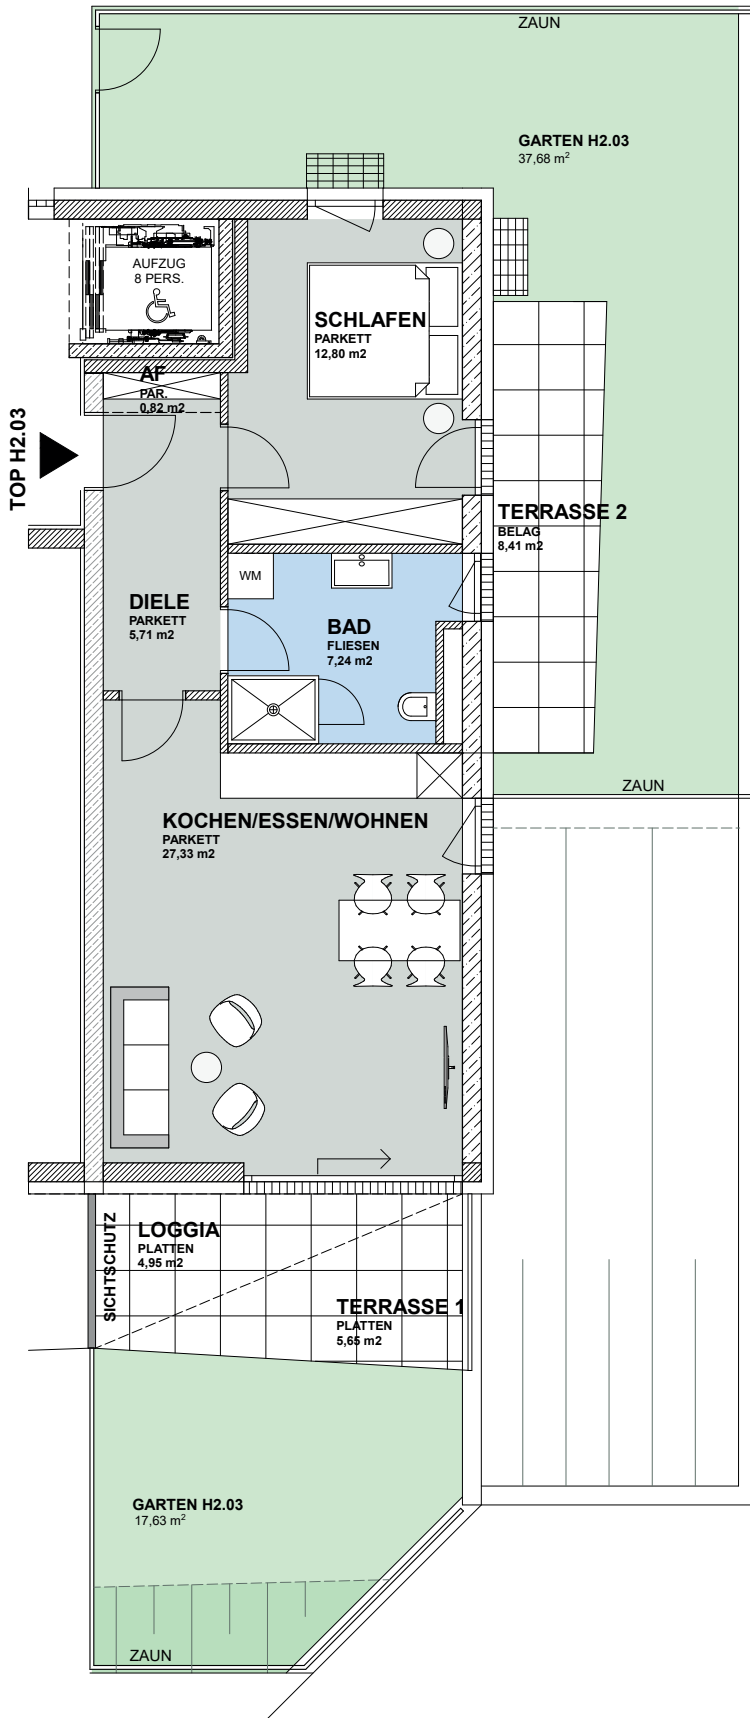 ZAUN
GARTEN H2.03
37,68 m²
AUFZUG
8 PERS.
SCHLAFEN
PARKETT
12,80 m2
AF
PAR.
0,82 m2
TOP H2.03
TERRASSE 2
BELAG
8,41 m2
WM
DIELE
PARKETT
5,71 m2
BAD
FLIESEN
7,24 m2
ZAUN
KOCHEN/ESSEN/WOHNEN
PARKETT
27,33 m2
SICHTSCHUTZ
LOGGIA
PLATTEN
4,95 m2
TERRASSE 1
PLATTEN
5,65 m2
GARTEN H2.03
17,63 m²
ZAUN